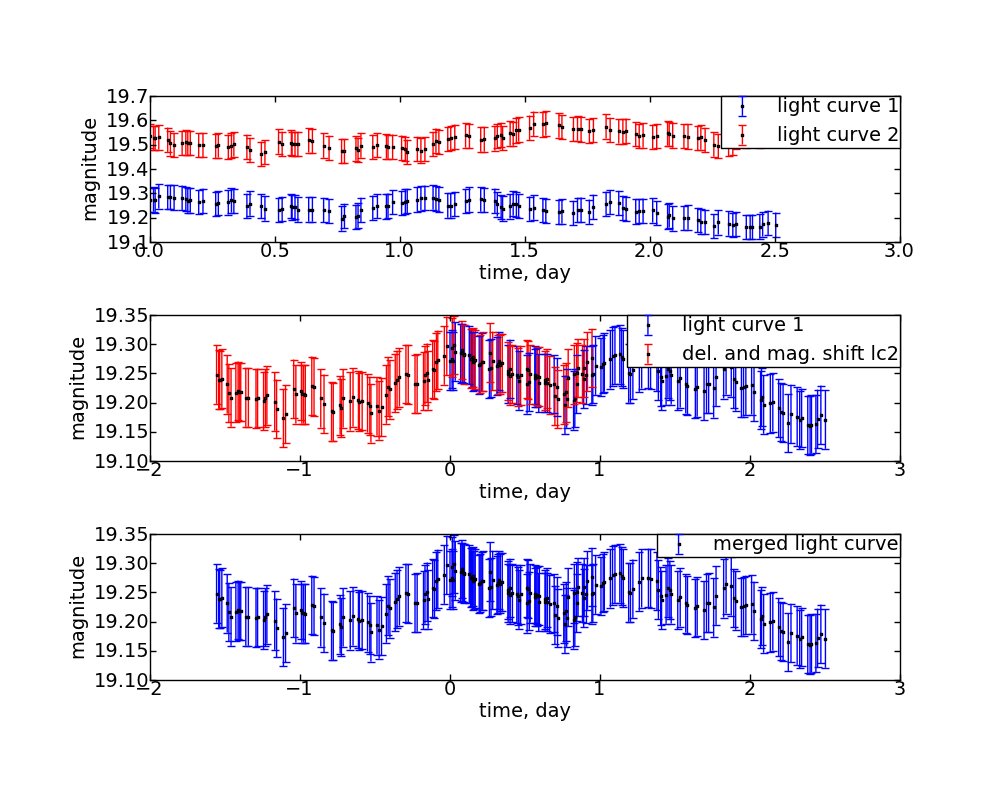 19.7
19.6
19.5
19.4
19.3
19.2
19.1
magnitude
light curve 1
light curve 2
0.0 0.5 1.0 1.5 2.0 2.5 3.0
time, day
19.35
19.30
19.25
19.20
19.15
19.10
magnitude
light curve 1
del. and mag. shift lc2
−2 −1 0 1 2 3
time, day
19.35
19.30
19.25
19.20
19.15
19.10
magnitude
merged light curve
−2 −1 0 1 2 3
time, day